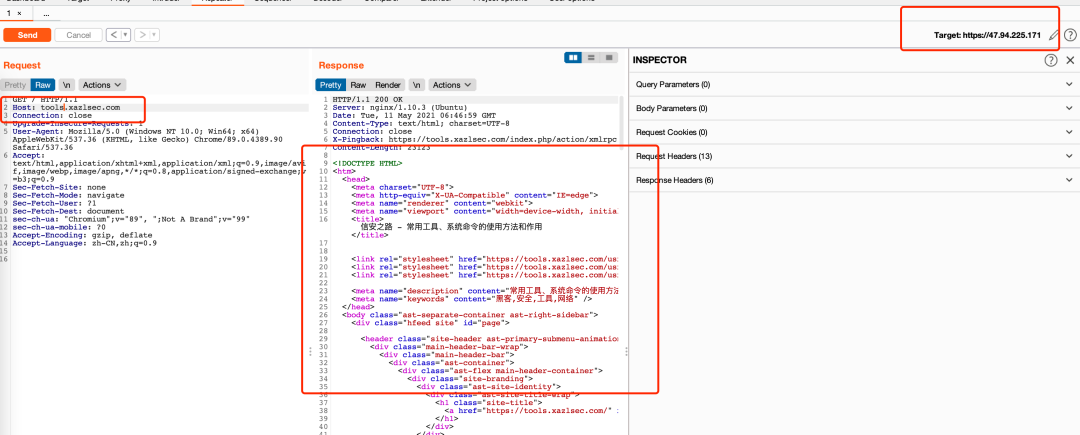 Repeater
1 ×
...
Send
Cancel
< | ▾
> | ▾
Target: https://47.94.225.171
Request
Pretty
Raw
\n
Actions
1 GET / HTTP/1.1
2 Host: tools.xazlsec.com
3 Connection: close
4 Upgrade-Insecure-Requests: 1
5 User-Agent: Mozilla/5.0 (Windows NT 10.0; Win64; x64)
AppleWebKit/537.36 (KHTML, like Gecko) Chrome/89.0.4389.90
Safari/537.36
6 Accept:
text/html,application/xhtml+xml,application/xml;q=0.9,image/avi
f,image/webp,image/apng,*/*;q=0.8,application/signed-exchange;v
=b3;q=0.9
7 Sec-Fetch-Site: none
8 Sec-Fetch-Mode: navigate
9 Sec-Fetch-User: ?1
10 Sec-Fetch-Dest: document
11 sec-ch-ua: "Chromium";v="89", ";Not A Brand";v="99"
12 sec-ch-ua-mobile: ?0
13 Accept-Encoding: gzip, deflate
14 Accept-Language: zh-CN,zh;q=0.9
15
16
Response
Pretty
Raw
Render
\n
Actions
1 HTTP/1.1 200 OK
2 Server: nginx/1.10.3 (Ubuntu)
3 Date: Tue, 11 May 2021 06:46:59 GMT
4 Content-Type: text/html; charset=UTF-8
5 Connection: close
6 X-Pingback: https://tools.xazlsec.com/index.php/action/xmlrpc
7 Content-Length: 23123
8
9 <!DOCTYPE HTML>
10 <html>
11 <head>
12 <meta charset="UTF-8">
13 <meta http-equiv="X-UA-Compatible" content="IE=edge">
14 <meta name="renderer" content="webkit">
15 <meta name="viewport" content="width=device-width, initia
16 <title>
信安之路 - 常用工具、系统命令的使用方法和作用
</title>
17
18
19 <link rel="stylesheet" href="https://tools.xazlsec.com/us
20 <link rel="stylesheet" href="https://tools.xazlsec.com/us
21 <link rel="stylesheet" href="https://tools.xazlsec.com/us
22
23 <meta name="description" content="常用工具、系统命令的使用方法
24 <meta name="keywords" content="黑客,安全,工具,网络" />
25 </head>
26 <body class="ast-separate-container ast-right-sidebar">
27 <div class="hfeed site" id="page">
28
29 <header class="site-header ast-primary-submenu-animation
30 <div class="main-header-bar-wrap">
31 <div class="main-header-bar">
32 <div class="ast-container">
33 <div class="ast-flex main-header-container">
34 <div class="site-branding">
35 <div class="ast-site-identity">
36 <div class="ast-site-title-wrap">
37 <h1 class="site-title">
38 <a href="https://tools.xazlsec.com/"
39 </h1>
40 </div>
41 </div>
INSPECTOR
Query Parameters (0)
Body Parameters (0)
Request Cookies (0)
Request Headers (13)
Response Headers (6)